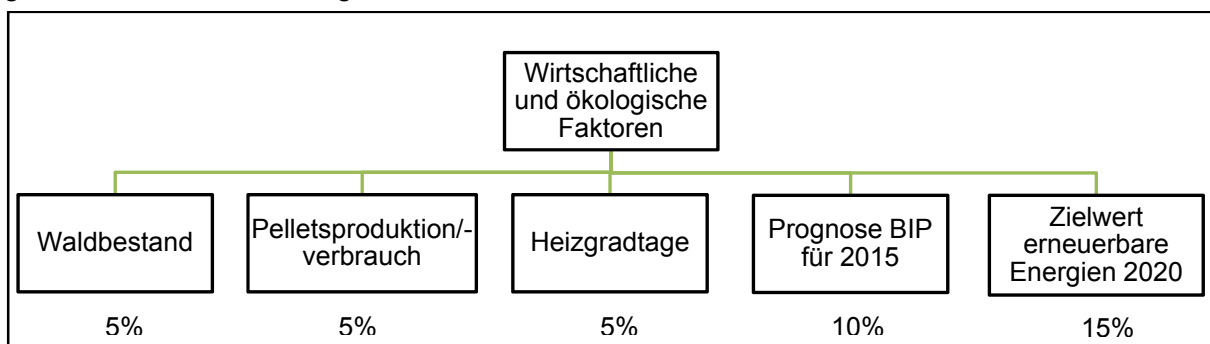 Wirtschaftliche
und ökologische
Faktoren
Waldbestand
Pelletsproduktion/-
verbrauch
Heizgradtage
Prognose BIP
für 2015
Zielwert
erneuerbare
Energien 2020
5%
5%
5%
10%
15%